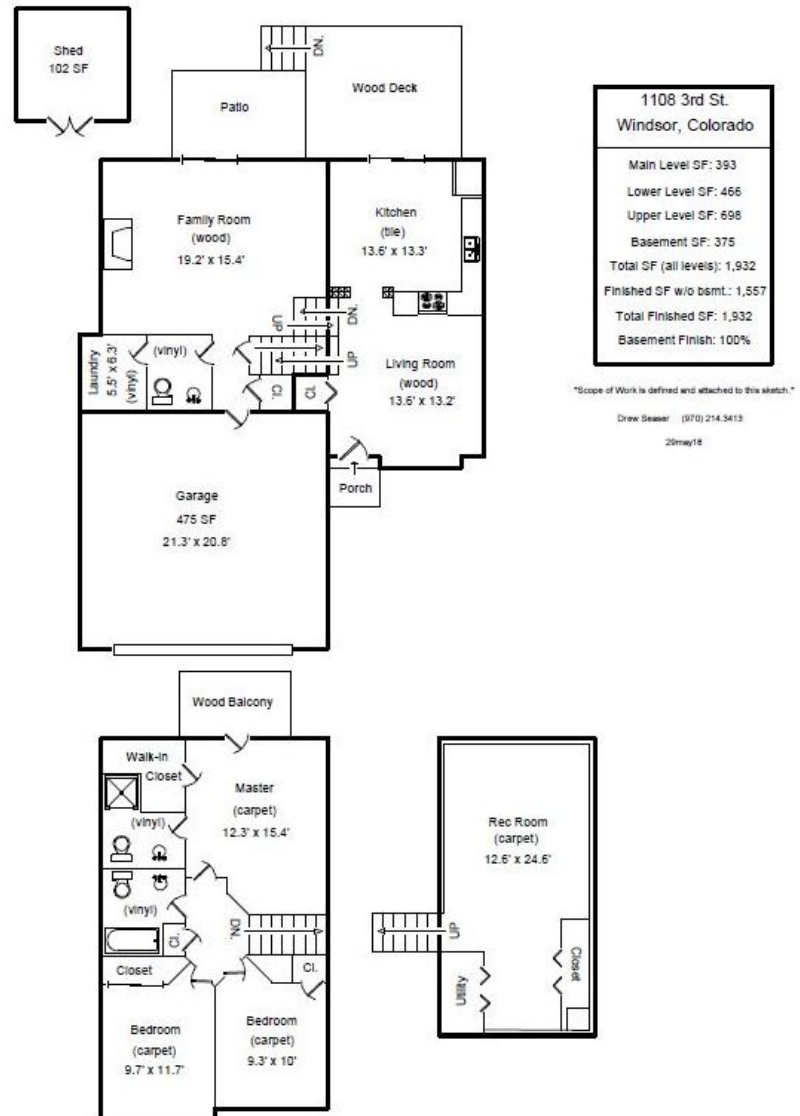 Shed
102 SF
DN.
Wood Deck
Patio
1108 3rd St.
Windsor, Colorado
Main Level SF: 393
Lower Level SF: 466
Upper Level SF: 698
Basement SF: 375
Total SF (all levels): 1,932
Finished SF w/o bsmt.: 1,557
Total Finished SF: 1,932
Basement Finish: 100%
*Scope of Work is defined and attached to this sketch.*
Drew Seaser (970) 214.3413
29may18
Family Room
(wood)
19.2' x 15.4'
Kitchen
(tile)
13.6' x 13.3'
UP
DN.
UP
Laundry
5.5' x 6.3'
(vinyl)
(vinyl)
Cl.
Cl.
Living Room
(wood)
13.6' x 13.2'
Porch
Garage
475 SF
21.3' x 20.8'
Wood Balcony
Walk-in
Closet
(vinyl)
Master
(carpet)
12.3' x 15.4'
(vinyl)
Cl.
DN.
Closet
Cl.
Bedroom
(carpet)
9.7' x 11.7'
Bedroom
(carpet)
9.3' x 10'
Rec Room
(carpet)
12.6' x 24.6'
UP
Utility
Closet